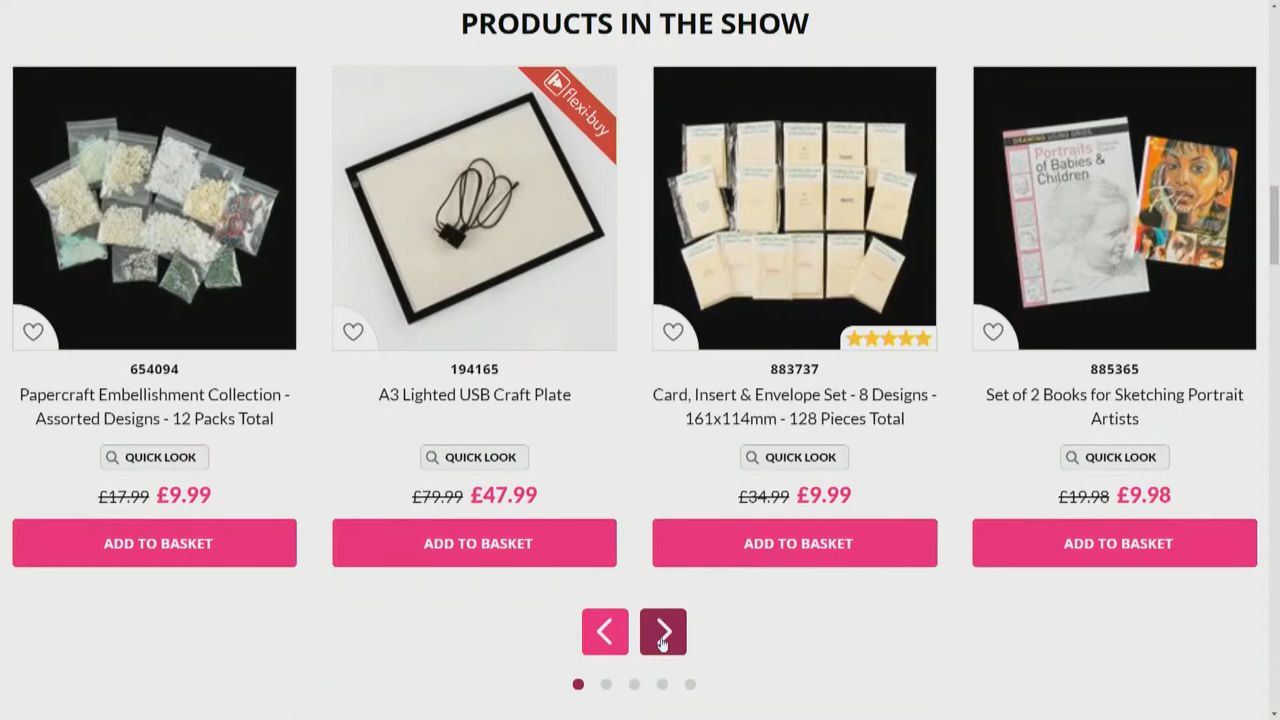 PRODUCTS IN THE SHOW
flexi-buy
DRAWING USING GRIDS
Portraits
of Babies &
Children
654094
Papercraft Embellishment Collection -
Assorted Designs - 12 Packs Total
QUICK LOOK
£17.99 £9.99
ADD TO BASKET
194165
A3 Lighted USB Craft Plate
QUICK LOOK
£79.99 £47.99
ADD TO BASKET
883737
Card, Insert & Envelope Set - 8 Designs -
161x114mm - 128 Pieces Total
QUICK LOOK
£34.99 £9.99
ADD TO BASKET
885365
Set of 2 Books for Sketching Portrait
Artists
QUICK LOOK
£19.98 £9.98
ADD TO BASKET